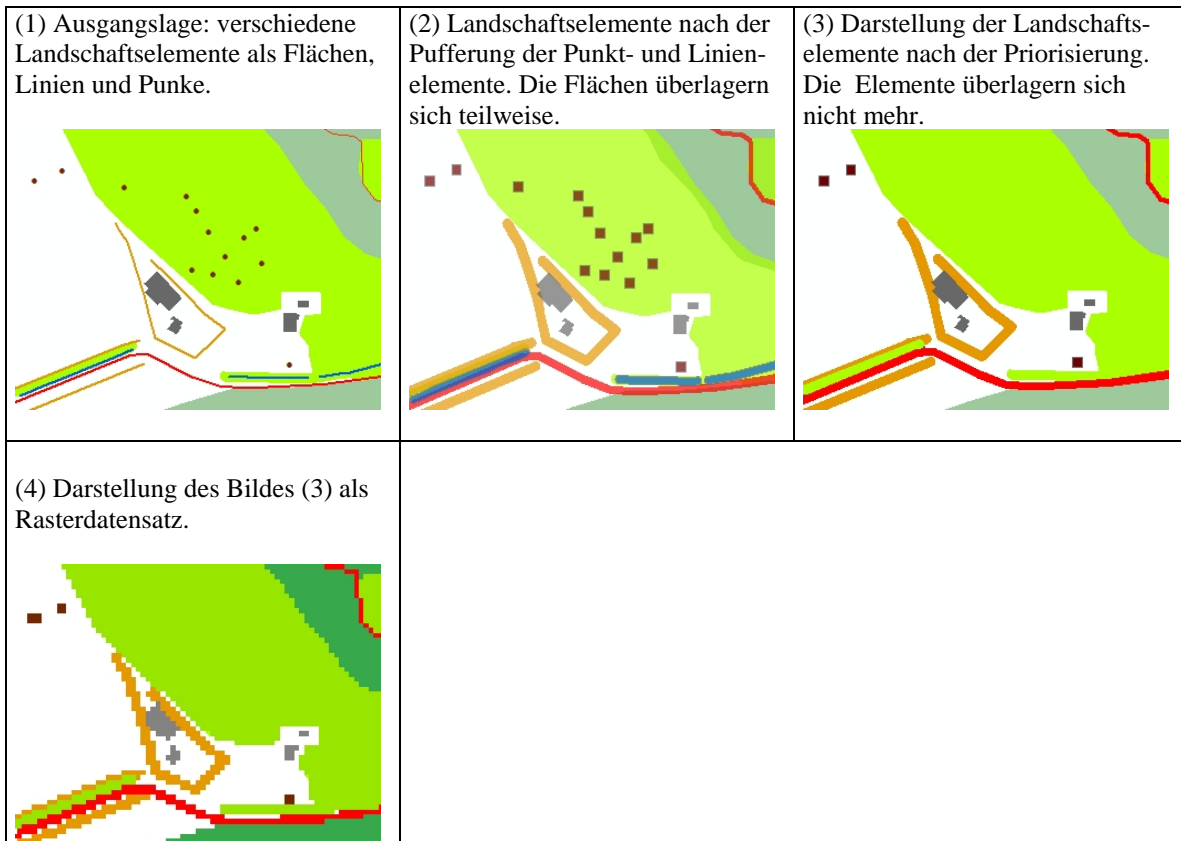 (1) Ausgangslage: verschiedene
Landschaftselemente als Flächen,
Linien und Punke.
(2) Landschaftselemente nach der
Pufferung der Punkt- und Linien-
elemente. Die Flächen überlagern
sich teilweise.
(3) Darstellung der Landschafts-
elemente nach der Priorisierung.
Die  Elemente überlagern sich
nicht mehr.
(4) Darstellung des Bildes (3) als
Rasterdatensatz.